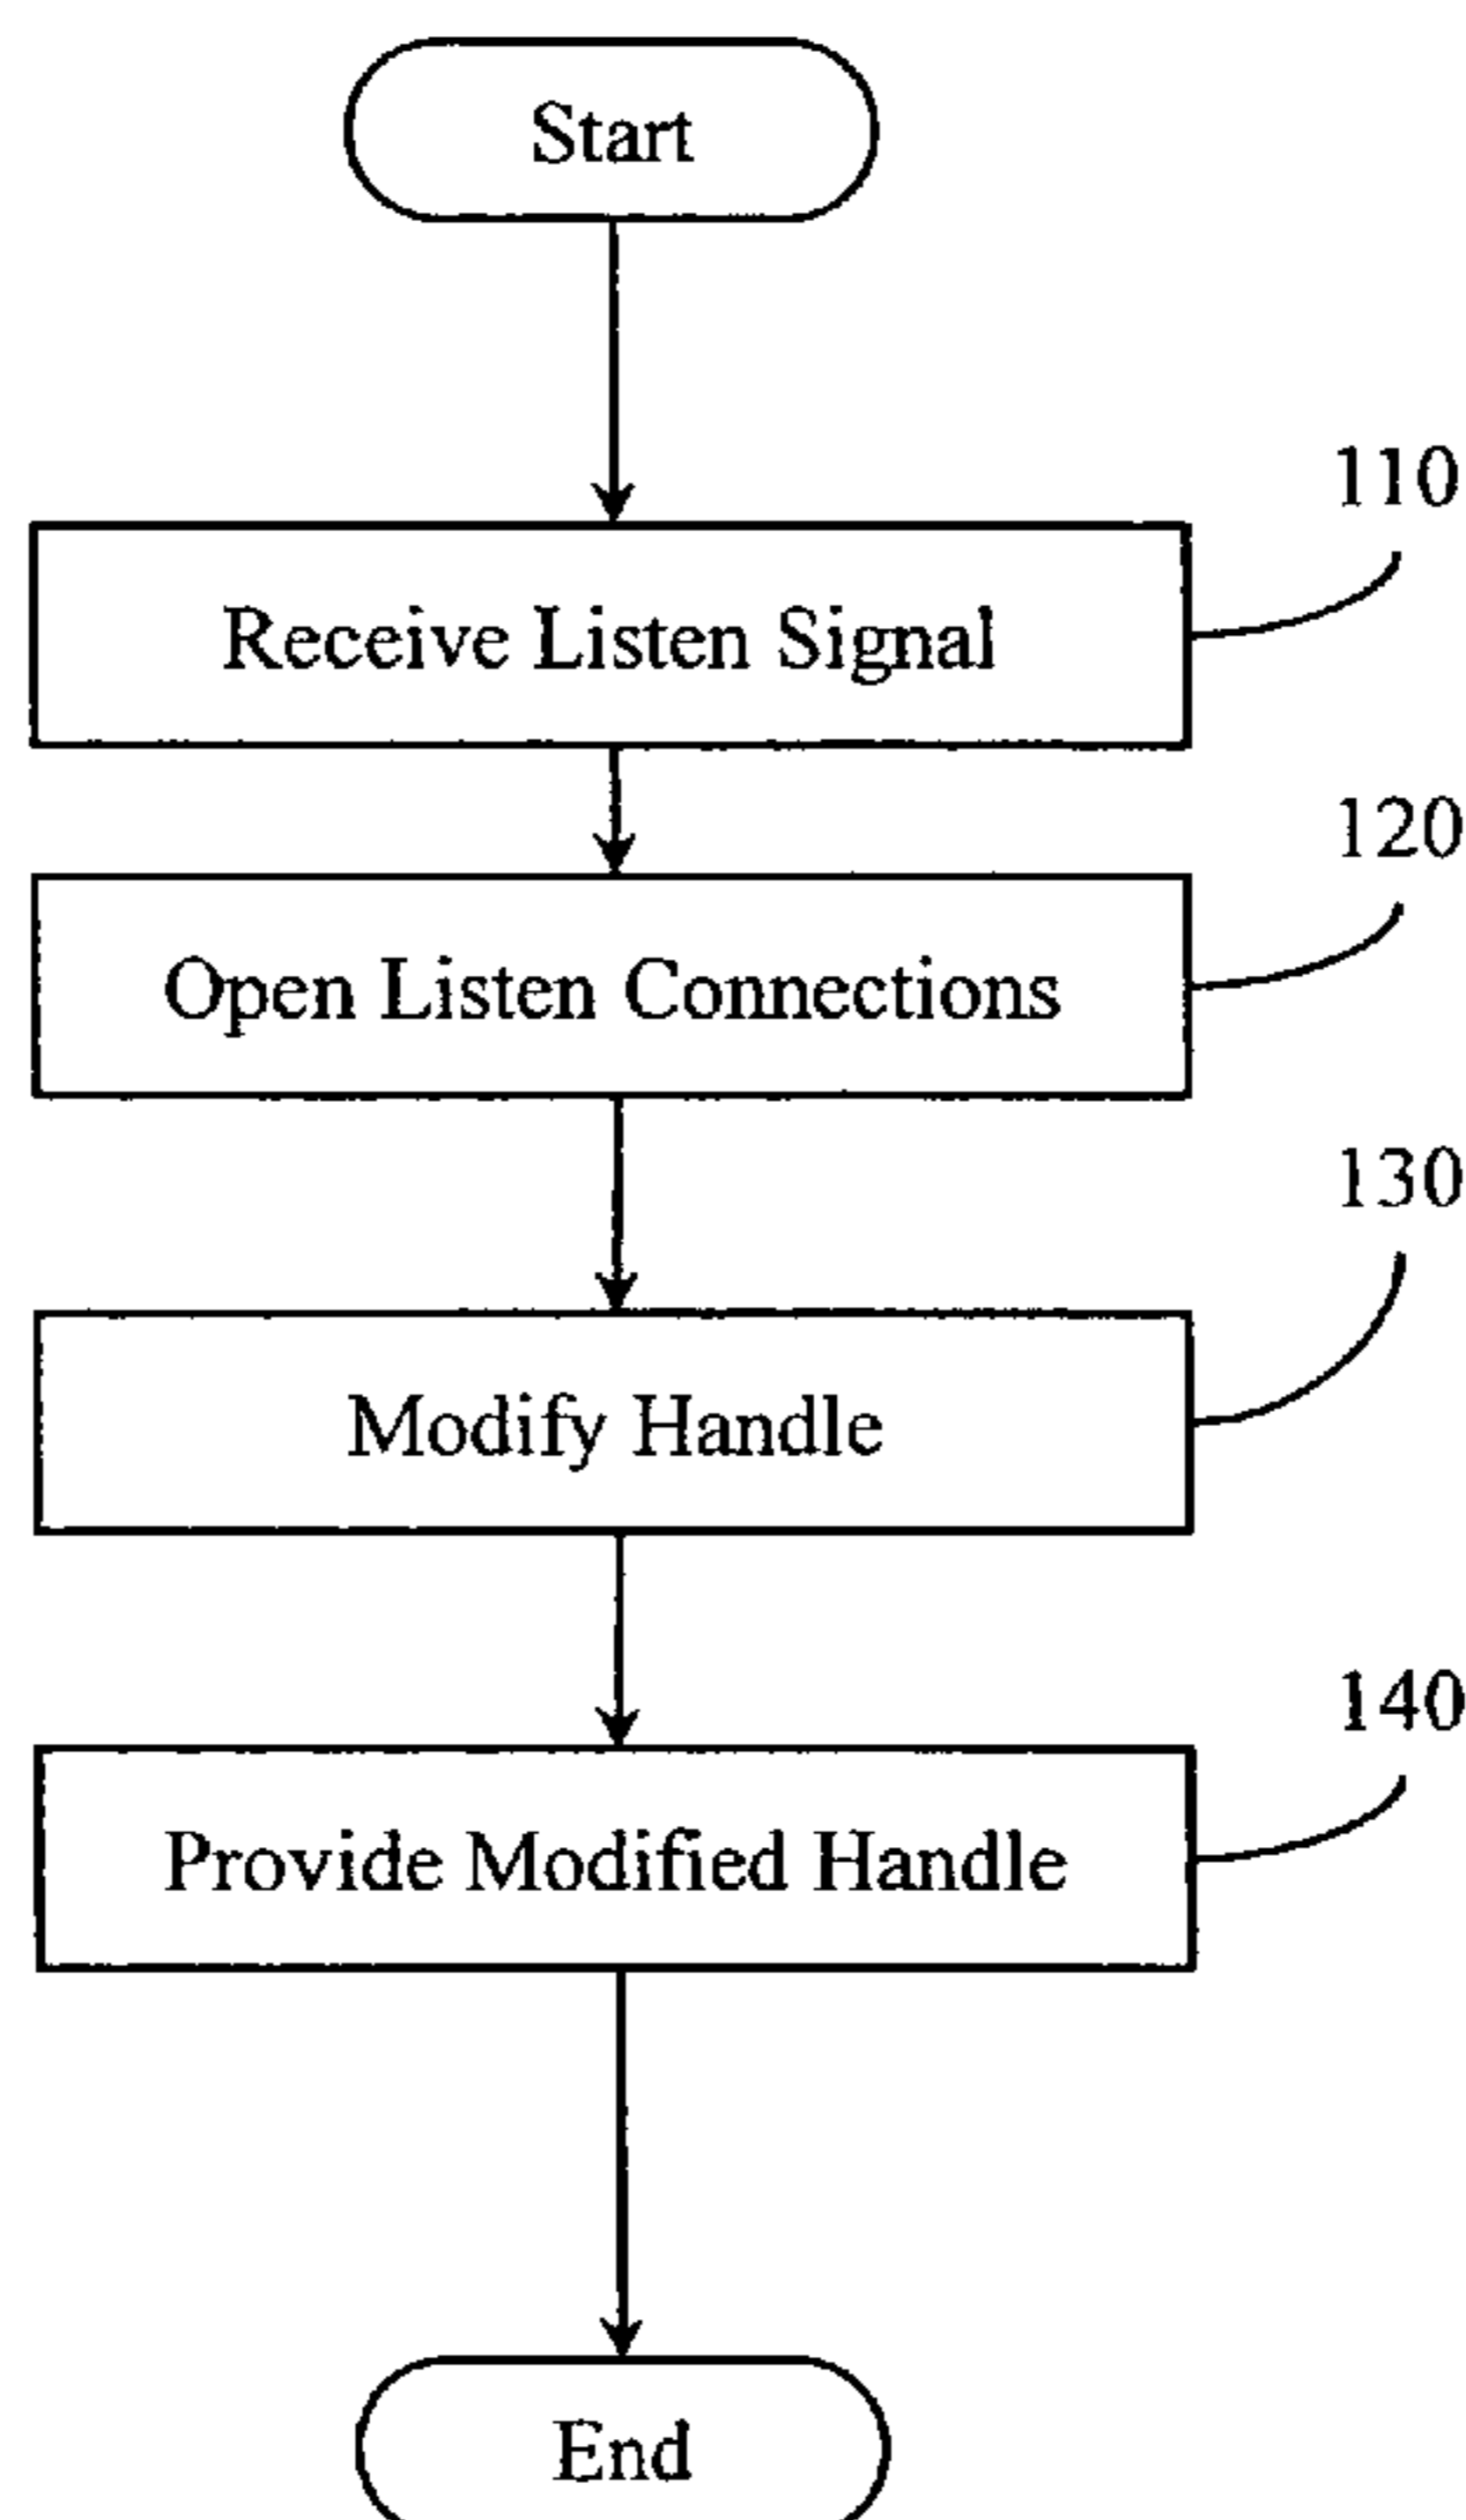 Start
110
Receive Listen Signal
120
Open Listen Connections
130
Modify Handle
140
Provide Modified Handle
End